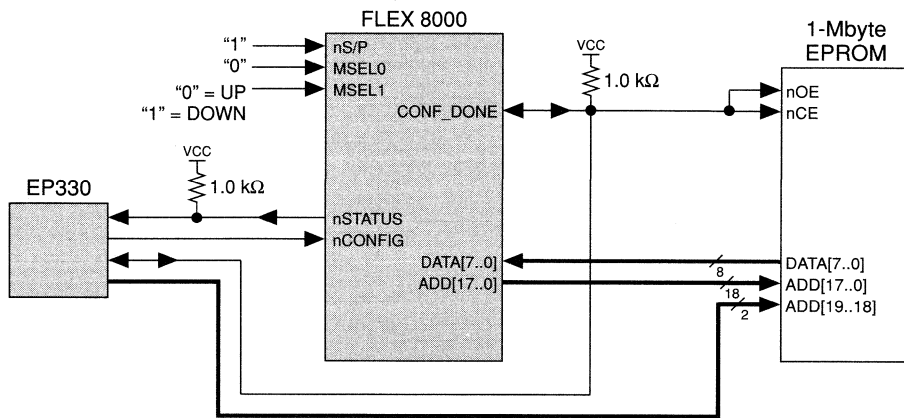 FLEX 8000
1-Mbyte
EPROM
“1”
nS/P
“0”
MSEL0
“0” = UP
MSEL1
“1” = DOWN
VCC
1.0 kΩ
nOE
nCE
CONF_DONE
VCC
1.0 kΩ
EP330
nSTATUS
nCONFIG
DATA[7..0]
8
DATA[7..0]
ADD[17..0]
18
ADD[17..0]
2
ADD[19..18]